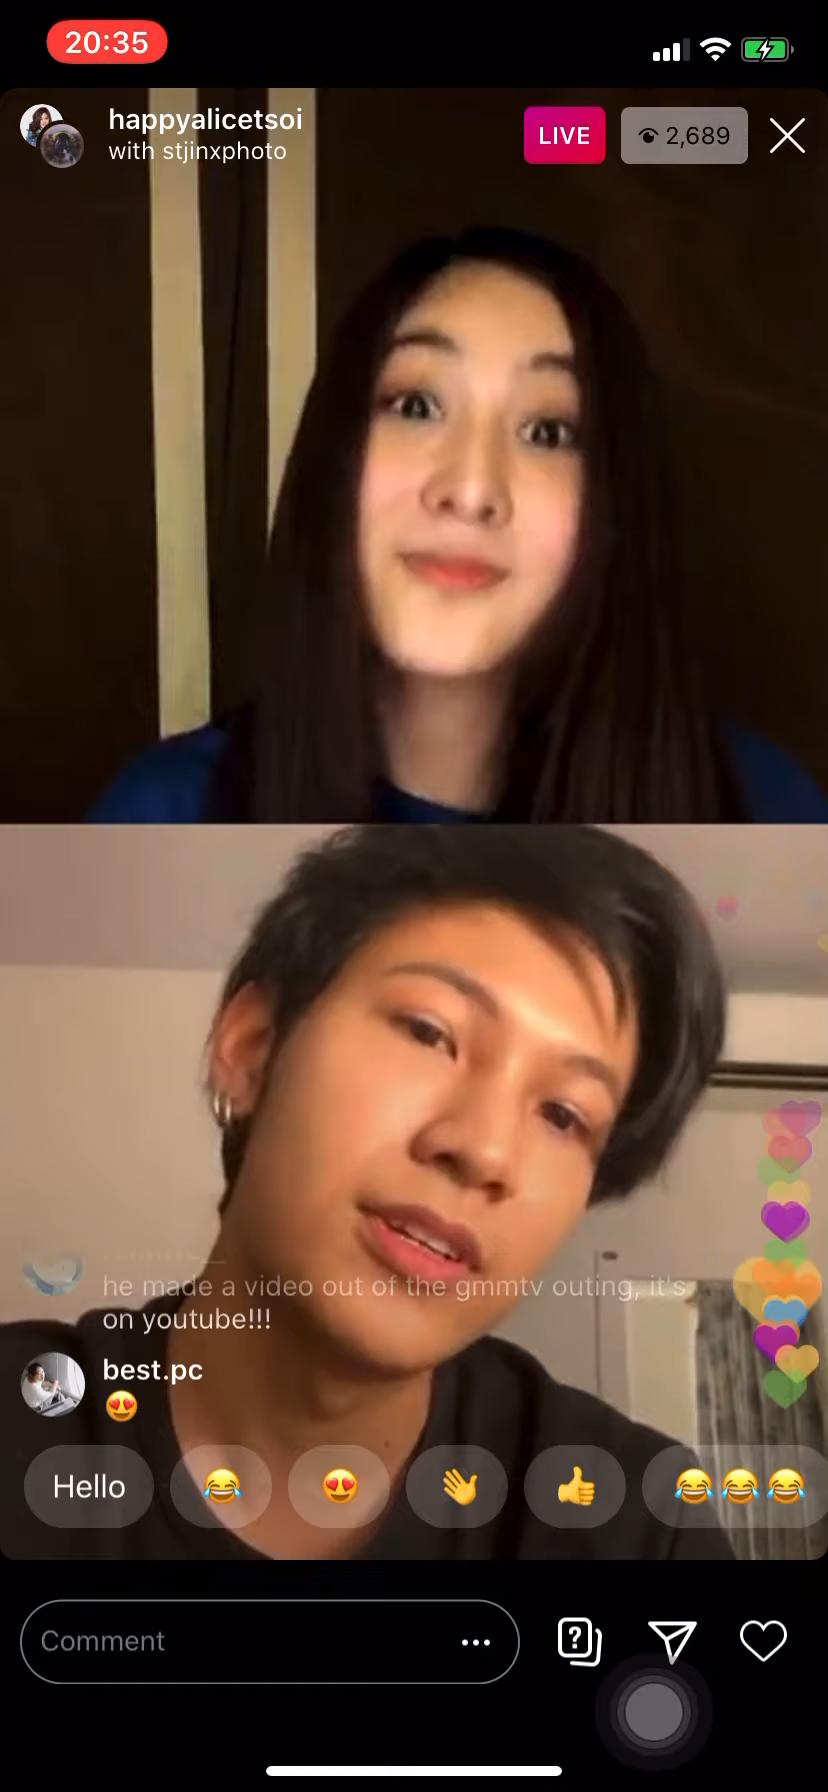 20:35
happyalicetsoi
with stjinxphoto
LIVE
2,689
he made a video out of the gmmtv outing, it's
on youtube!!!
best.pc
😍
Hello
😂
😍
👋
👍
😂😂😂
Comment